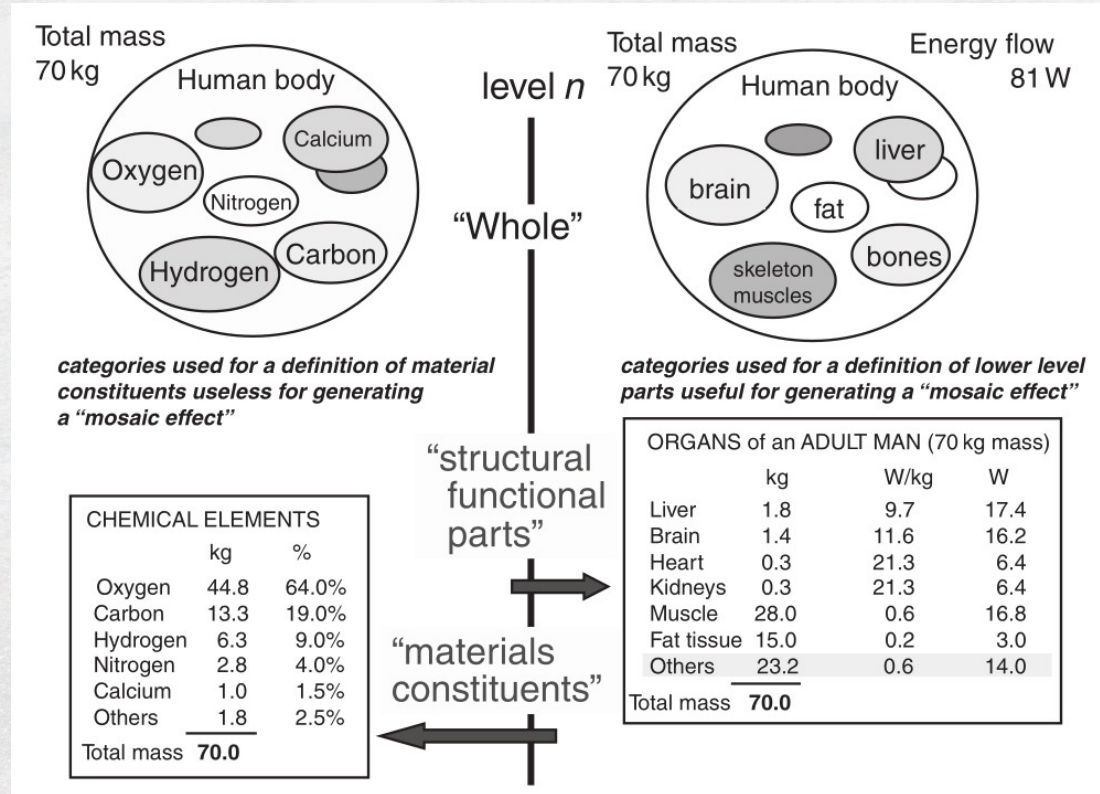 Total mass
70 kg
Human body
Oxygen
Calcium
Nitrogen
Hydrogen
Carbon
categories used for a definition of material
constituents useless for generating
a “mosaic effect”
level n
“Whole”
Total mass
70 kg
Energy flow
81 W
Human body
brain
liver
fat
skeleton
muscles
bones
categories used for a definition of lower level
parts useful for generating a “mosaic effect”
“structural
functional
parts”
“materials
constituents”
CHEMICAL ELEMENTS
kg %
Oxygen 44.8 64.0%
Carbon 13.3 19.0%
Hydrogen 6.3 9.0%
Nitrogen 2.8 4.0%
Calcium 1.0 1.5%
Others 1.8 2.5%
Total mass 70.0
ORGANS of an ADULT MAN (70 kg mass)
kg W/kg W
Liver 1.8 9.7 17.4
Brain 1.4 11.6 16.2
Heart 0.3 21.3 6.4
Kidneys 0.3 21.3 6.4
Muscle 28.0 0.6 16.8
Fat tissue 15.0 0.2 3.0
Others 23.2 0.6 14.0
Total mass 70.0